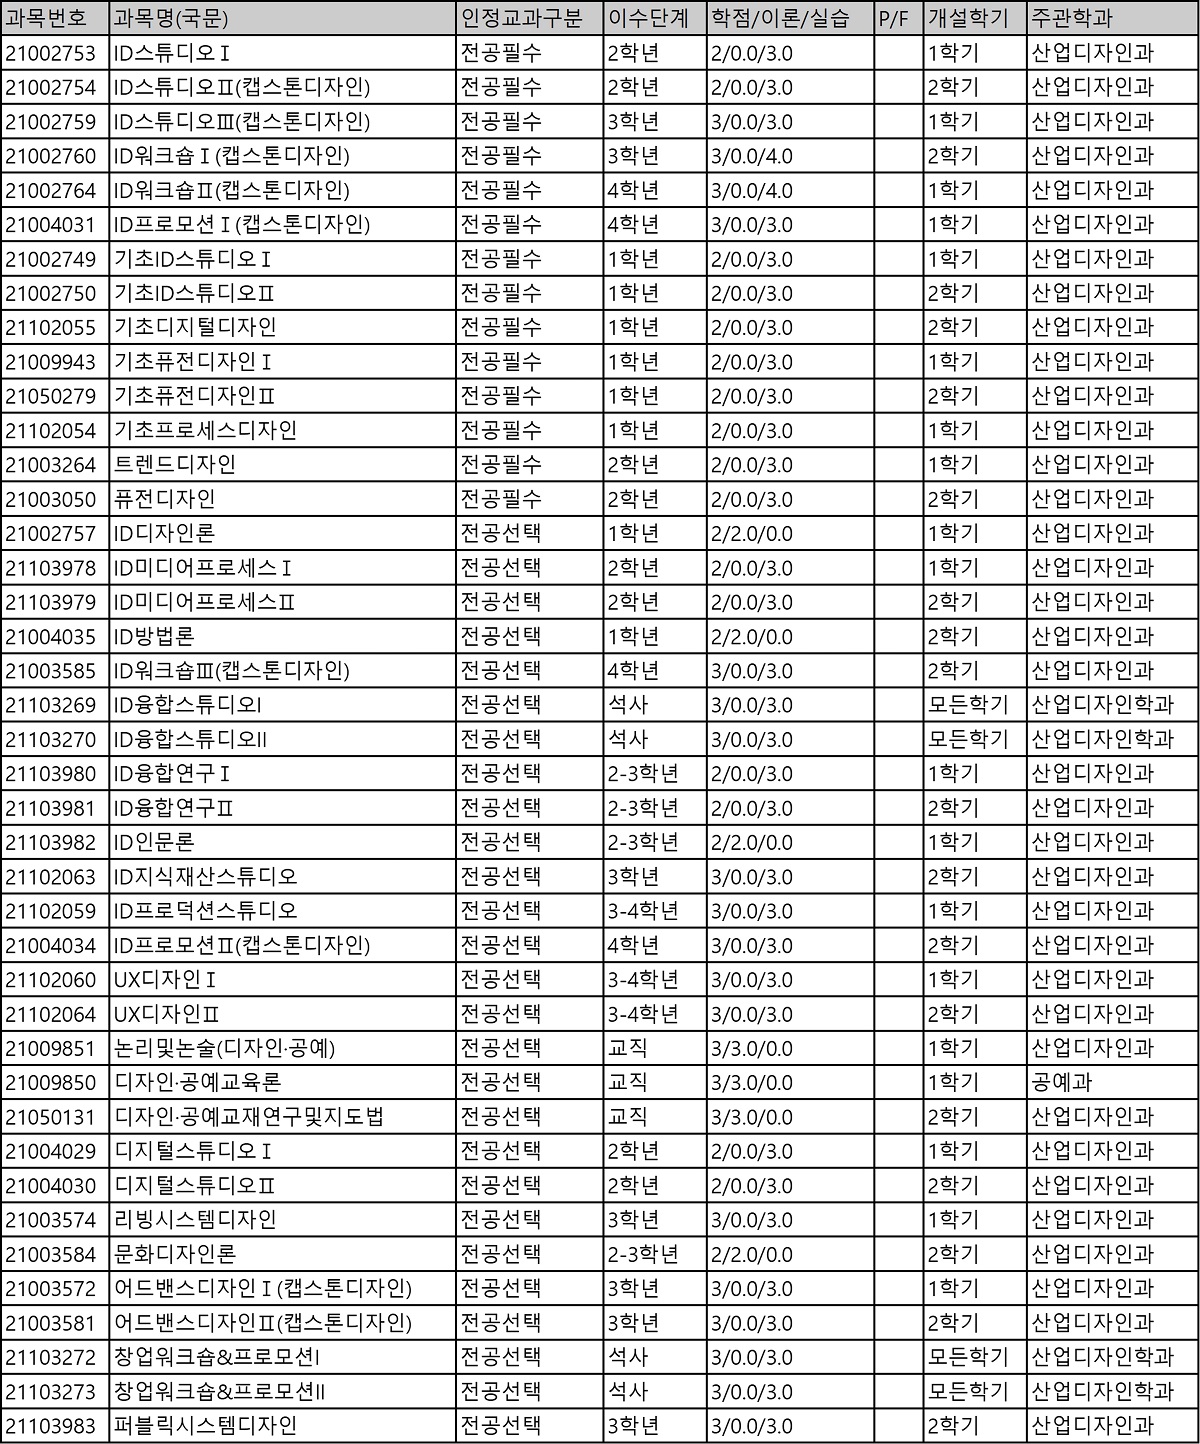 과목번호 과목명(국문) 인정교과구분 이수단계 학점/이론/실습 P/F 개설학기 주관학과
21002753 ID스튜디오Ⅰ 전공필수 2학년 2/0.0/3.0 1학기 산업디자인과
21002754 ID스튜디오Ⅱ(캡스톤디자인) 전공필수 2학년 2/0.0/3.0 2학기 산업디자인과
21002759 ID스튜디오Ⅲ(캡스톤디자인) 전공필수 3학년 3/0.0/3.0 1학기 산업디자인과
21002760 ID워크숍Ⅰ(캡스톤디자인) 전공필수 3학년 3/0.0/4.0 2학기 산업디자인과
21002764 ID워크숍Ⅱ(캡스톤디자인) 전공필수 4학년 3/0.0/4.0 1학기 산업디자인과
21004031 ID프로모션Ⅰ(캡스톤디자인) 전공필수 4학년 3/0.0/3.0 1학기 산업디자인과
21002749 기초ID스튜디오Ⅰ 전공필수 1학년 2/0.0/3.0 1학기 산업디자인과
21002750 기초ID스튜디오Ⅱ 전공필수 1학년 2/0.0/3.0 2학기 산업디자인과
21102055 기초디지털디자인 전공필수 1학년 2/0.0/3.0 2학기 산업디자인과
21009943 기초퓨전디자인Ⅰ 전공필수 1학년 2/0.0/3.0 1학기 산업디자인과
21050279 기초퓨전디자인Ⅱ 전공필수 1학년 2/0.0/3.0 2학기 산업디자인과
21102054 기초프로세스디자인 전공필수 1학년 2/0.0/3.0 1학기 산업디자인과
21003264 트렌드디자인 전공필수 2학년 2/0.0/3.0 1학기 산업디자인과
21003050 퓨전디자인 전공필수 2학년 2/0.0/3.0 2학기 산업디자인과
21002757 ID디자인론 전공선택 1학년 2/2.0/0.0 1학기 산업디자인과
21103978 ID미디어프로세스Ⅰ 전공선택 2학년 2/0.0/3.0 1학기 산업디자인과
21103979 ID미디어프로세스Ⅱ 전공선택 2학년 2/0.0/3.0 2학기 산업디자인과
21004035 ID방법론 전공선택 1학년 2/2.0/0.0 2학기 산업디자인과
21003585 ID워크숍Ⅲ(캡스톤디자인) 전공선택 4학년 3/0.0/3.0 2학기 산업디자인과
21103269 ID융합스튜디오I 전공선택 석사 3/0.0/3.0 모든학기 산업디자인학과
21103270 ID융합스튜디오II 전공선택 석사 3/0.0/3.0 모든학기 산업디자인학과
21103980 ID융합연구Ⅰ 전공선택 2-3학년 2/0.0/3.0 1학기 산업디자인과
21103981 ID융합연구Ⅱ 전공선택 2-3학년 2/0.0/3.0 2학기 산업디자인과
21103982 ID인문론 전공선택 2-3학년 2/2.0/0.0 1학기 산업디자인과
21102063 ID지식재산스튜디오 전공선택 3학년 3/0.0/3.0 2학기 산업디자인과
21102059 ID프로덕션스튜디오 전공선택 3-4학년 3/0.0/3.0 1학기 산업디자인과
21004034 ID프로모션Ⅱ(캡스톤디자인) 전공선택 4학년 3/0.0/3.0 2학기 산업디자인과
21102060 UX디자인Ⅰ 전공선택 3-4학년 3/0.0/3.0 1학기 산업디자인과
21102064 UX디자인Ⅱ 전공선택 3-4학년 3/0.0/3.0 2학기 산업디자인과
21009851 논리및논술(디자인·공예) 전공선택 교직 3/3.0/0.0 1학기 산업디자인과
21009850 디자인·공예교육론 전공선택 교직 3/3.0/0.0 1학기 공예과
21050131 디자인·공예교재연구및지도법 전공선택 교직 3/3.0/0.0 2학기 산업디자인과
21004029 디지털스튜디오Ⅰ 전공선택 2학년 2/0.0/3.0 1학기 산업디자인과
21004030 디지털스튜디오Ⅱ 전공선택 2학년 2/0.0/3.0 2학기 산업디자인과
21003574 리빙시스템디자인 전공선택 3학년 3/0.0/3.0 1학기 산업디자인과
21003584 문화디자인론 전공선택 2-3학년 2/2.0/0.0 2학기 산업디자인과
21003572 어드밴스디자인Ⅰ(캡스톤디자인) 전공선택 3학년 3/0.0/3.0 1학기 산업디자인과
21003581 어드밴스디자인Ⅱ(캡스톤디자인) 전공선택 3학년 3/0.0/3.0 2학기 산업디자인과
21103272 창업워크숍&프로모션I 전공선택 석사 3/0.0/3.0 모든학기 산업디자인학과
21103273 창업워크숍&프로모션II 전공선택 석사 3/0.0/3.0 모든학기 산업디자인학과
21103983 퍼블릭시스템디자인 전공선택 3학년 3/0.0/3.0 2학기 산업디자인과